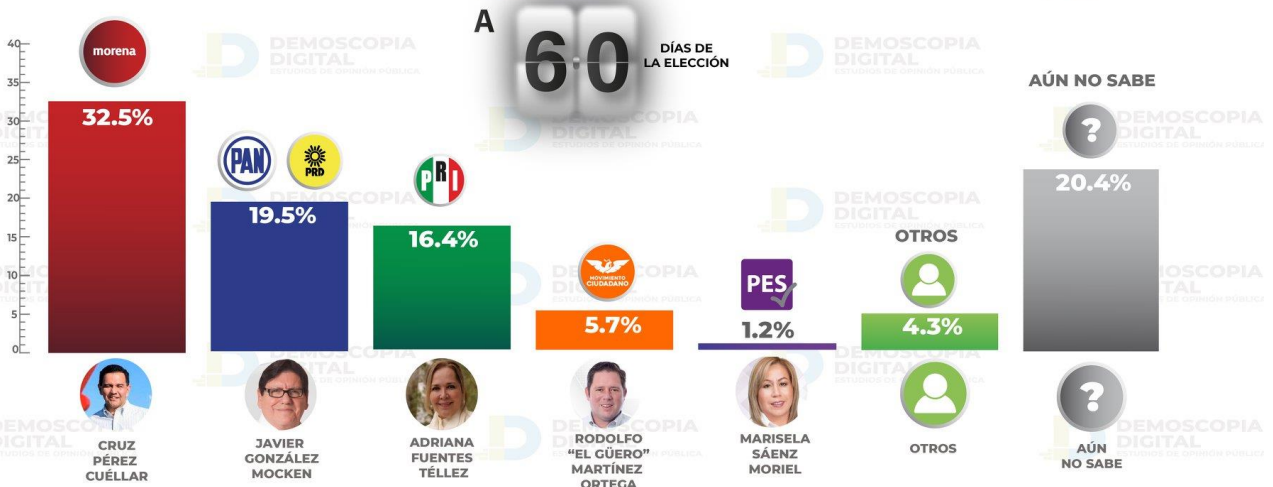 A
60
DÍAS DE
LA ELECCIÓN
40
35
30
25
20
15
10
5
0
morena
32.5%
PAN
PRD
19.5%
PRI
16.4%
MOVIMIENTO
CIUDADANO
5.7%
PES
1.2%
OTROS
4.3%
AÚN NO SABE
?
20.4%
CRUZ
PÉREZ
CUÉLLAR
JAVIER
GONZÁLEZ
MOCKEN
ADRIANA
FUENTES
TÉLLEZ
RODOLFO
“EL GÜERO”
MARTÍNEZ
ORTEGA
MARISELA
SÁENZ
MORIEL
OTROS
?
AÚN
NO SABE
DEMOSCOPIA
DIGITAL
ESTUDIOS DE OPINIÓN PÚBLICA